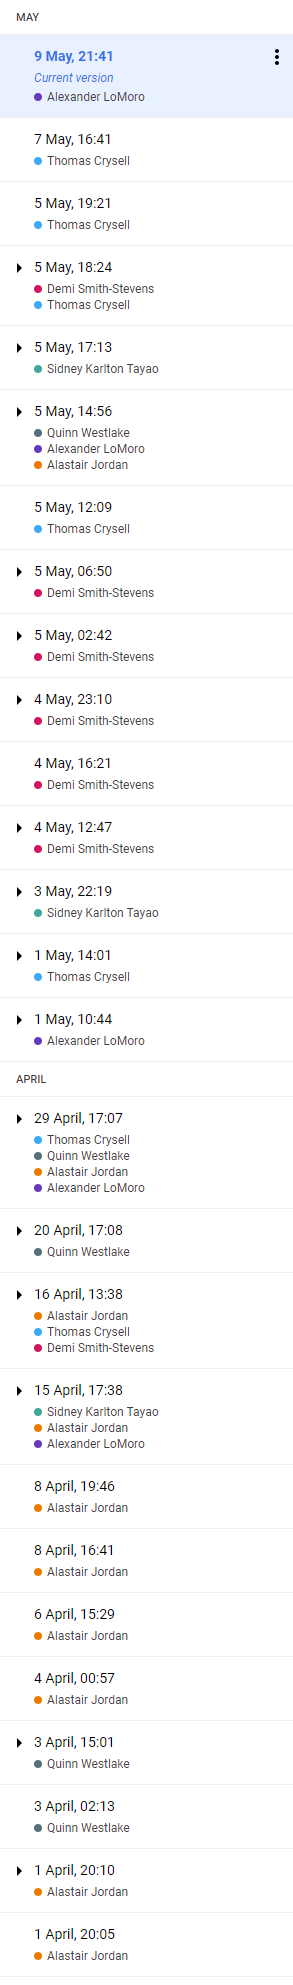 MAY
9 May, 21:41
Current version
Alexander LoMoro
7 May, 16:41
Thomas Crysell
5 May, 19:21
Thomas Crysell
5 May, 18:24
Demi Smith-Stevens
Thomas Crysell
5 May, 17:13
Sidney Karlton Tayao
5 May, 14:56
Quinn Westlake
Alexander LoMoro
Alastair Jordan
5 May, 12:09
Thomas Crysell
5 May, 06:50
Demi Smith-Stevens
5 May, 02:42
Demi Smith-Stevens
4 May, 23:10
Demi Smith-Stevens
4 May, 16:21
Demi Smith-Stevens
4 May, 12:47
Demi Smith-Stevens
3 May, 22:19
Sidney Karlton Tayao
1 May, 14:01
Thomas Crysell
1 May, 10:44
Alexander LoMoro
APRIL
29 April, 17:07
Thomas Crysell
Quinn Westlake
Alastair Jordan
Alexander LoMoro
20 April, 17:08
Quinn Westlake
16 April, 13:38
Alastair Jordan
Thomas Crysell
Demi Smith-Stevens
15 April, 17:38
Sidney Karlton Tayao
Alastair Jordan
Alexander LoMoro
8 April, 19:46
Alastair Jordan
8 April, 16:41
Alastair Jordan
6 April, 15:29
Alastair Jordan
4 April, 00:57
Alastair Jordan
3 April, 15:01
Quinn Westlake
3 April, 02:13
Quinn Westlake
1 April, 20:10
Alastair Jordan
1 April, 20:05
Alastair Jordan